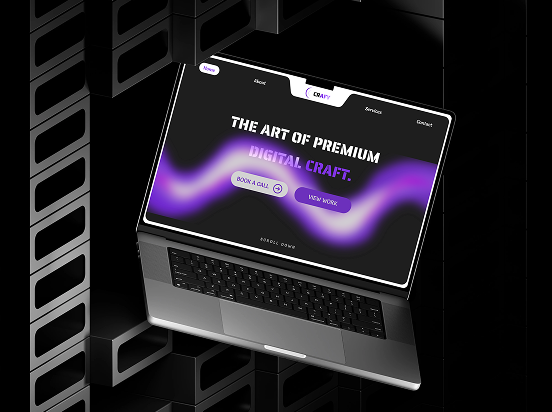 Home
About
CRAFT
Services
Contact
THE ART OF PREMIUM
DIGITAL CRAFT.
BOOK A CALL
VIEW WORK
SCROLL DOWN